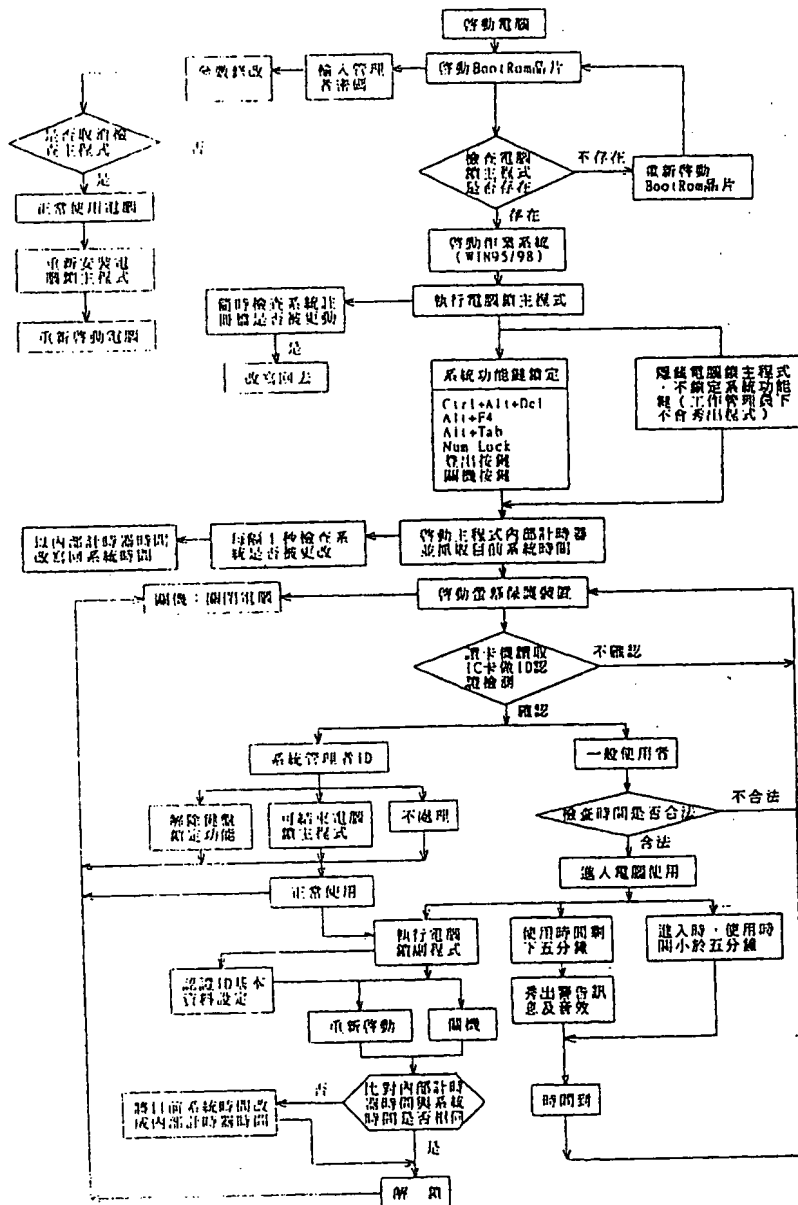 啓動電腦
啓動BootRom晶片
輸入管理
者密碼
參數修改
是否取消檢
查主程式
否
是
正常使用電腦
重新安裝電
腦鎖主程式
重新啓動電腦
檢查電腦
鎖主程式
是否存在
不存在
重新啓動
BootRom晶片
存在
啓動作業系統
(WIN95/98)
執行電腦鎖主程式
隨時檢查系統註
冊檔是否被更動
是
改寫回去
系統功能鍵鎖定
Ctrl+Alt+Del
Alt+F4
Alt+Tab
Num Lock
登出按鍵
關機按鍵
隱藏電腦鎖主程式
，不鎖定系統功能
鍵(工作管理員下
不會秀出程式)
啓動主程式內部計時器
並抓取目前系統時間
每隔1秒檢查系
統是否被更改
以內部計時器時間
改寫回系統時間
啓動螢幕保護裝置
關機：關閉電腦
讀卡機讀取
IC卡做ID認
證檢測
不確認
確認
系統管理者ID
一般使用者
解除鍵盤
鎖定功能
可結束電腦
鎖主程式
不處理
檢查時間是否合法
不合法
合法
進入電腦使用
正常使用
執行電腦
鎖副程式
使用時間剩
下五分鐘
進入時，使用時
間小於五分鐘
認證ID基本
資料設定
秀出警告訊
息及音效
重新啓動
關機
比對內部計時
器時間與系統
時間是否相同
否
將目前系統時間改
成內部計時器時間
是
時間到
解 鎖